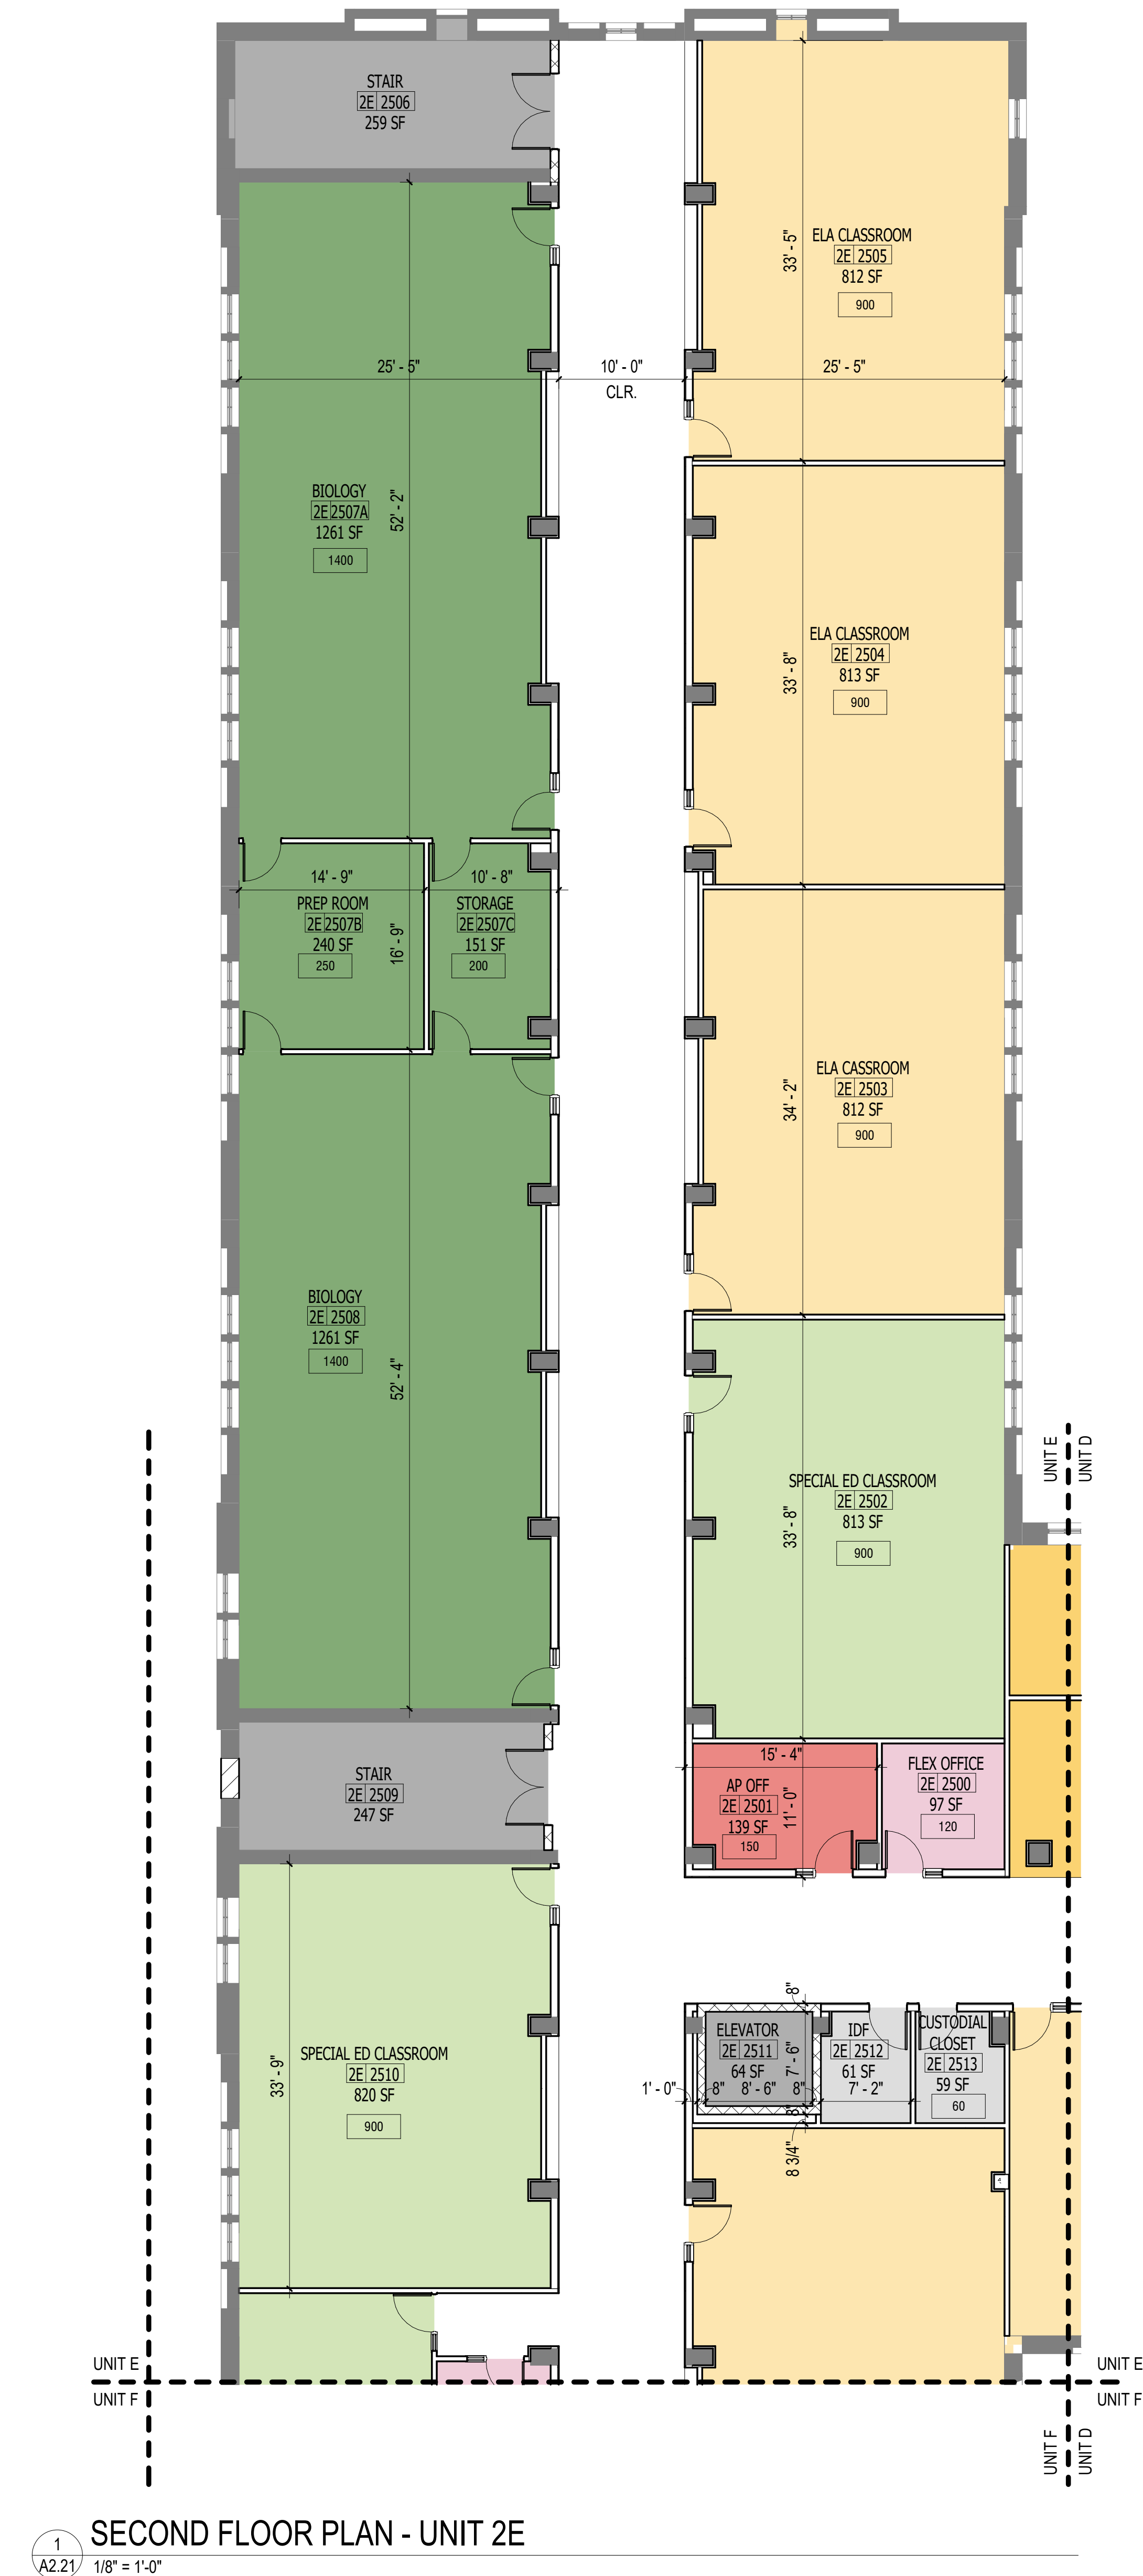 STAIR
2E 2506
259 SF
ELA CLASSROOM
2E 2505
812 SF
900
33' - 5"
25' - 5"
10' - 0"
CLR.
25' - 5"
BIOLOGY
2E 2507A
1261 SF
1400
52' - 2"
ELA CLASSROOM
2E 2504
813 SF
900
33' - 8"
14' - 9"
10' - 8"
PREP ROOM
2E 2507B
240 SF
250
16' - 9"
STORAGE
2E 2507C
151 SF
200
ELA CASSROOM
2E 2503
812 SF
900
34' - 2"
BIOLOGY
2E 2508
1261 SF
1400
52' - 4"
SPECIAL ED CLASSROOM
2E 2502
813 SF
900
33' - 8"
UNIT E
UNIT D
STAIR
2E 2509
247 SF
15' - 4"
AP OFF
2E 2501
139 SF
150
11' - 0"
FLEX OFFICE
2E 2500
97 SF
120
SPECIAL ED CLASSROOM
2E 2510
820 SF
900
33' - 9"
8"
ELEVATOR
2E 2511
64 SF
7' - 6"
IDF
2E 2512
61 SF
CUSTODIAL
CLOSET
2E 2513
59 SF
60
1' - 0"
8"
8' - 6"
8"
7' - 2"
8"
8 3/4"
UNIT E
UNIT F
UNIT E
UNIT F
UNIT F
UNIT D
1
A2.21
SECOND FLOOR PLAN - UNIT 2E
1/8" = 1'-0"